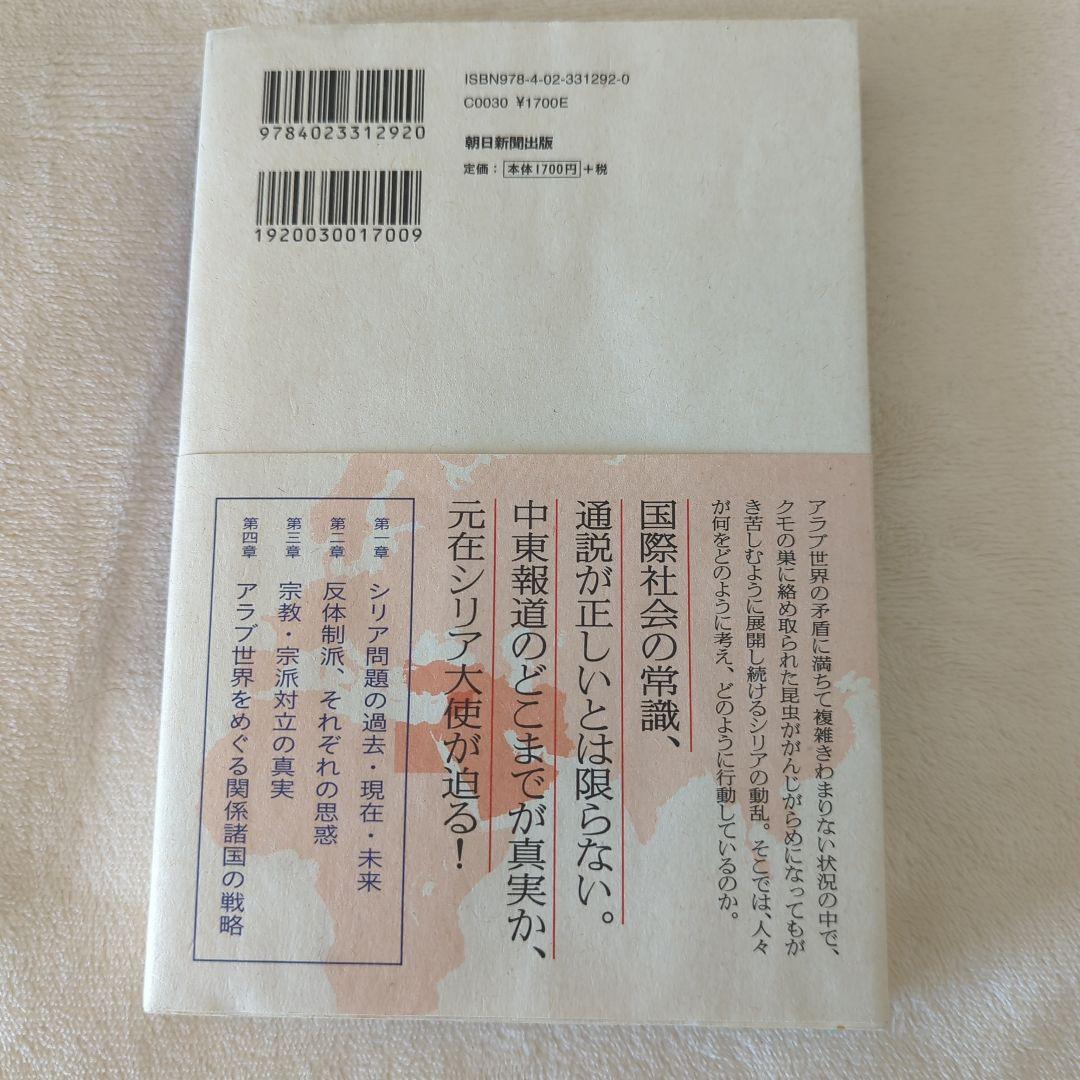 9784023312920
1920030017009
ISBN978-4-02-331292-0
C0030 ¥1700E
朝日新聞出版
定価：本体1700円+税
アラブ世界の矛盾に満ちて複雑きわまりない状況の中で、
クモの巣に絡め取られた昆虫ががんじがらめになってもが
き苦しむように展開し続けるシリアの動乱。そこでは、人々
が何をどのように考え、どのように行動しているのか。
国際社会の常識、
通説が正しいとは限らない。
中東報道のどこまでが真実か、
元在シリア大使が迫る！
第一章 シリア問題の過去・現在・未来
第二章 反体制派、それぞれの思惑
第三章 宗教・宗派対立の真実
第四章 アラブ世界をめぐる関係諸国の戦略